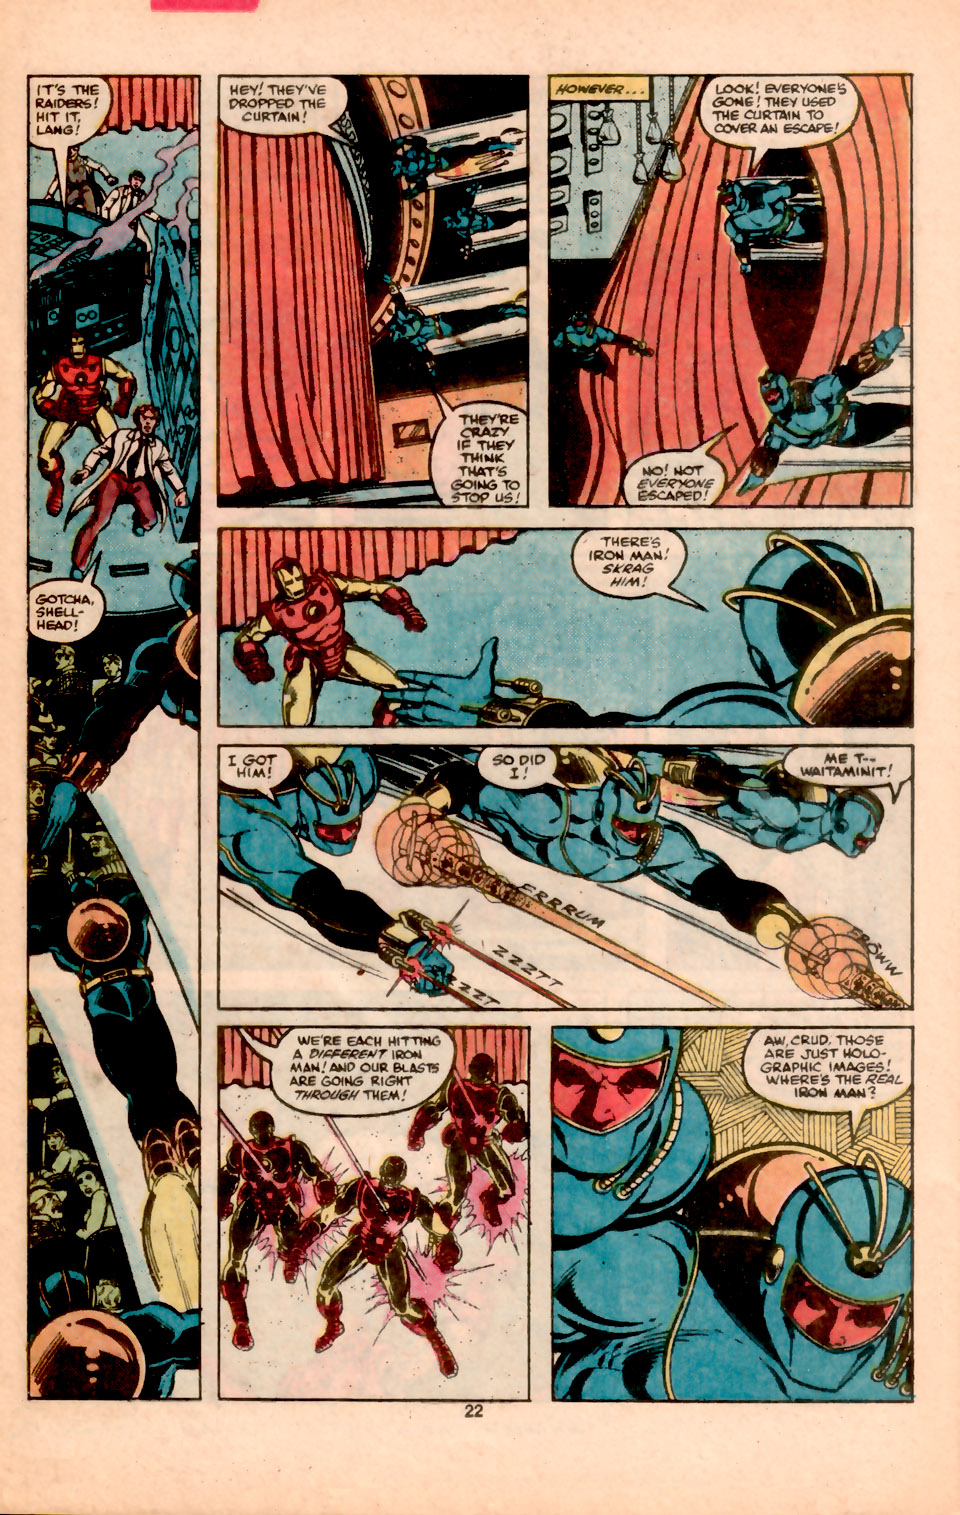 IT'S THE
RAIDERS!
HIT IT,
LANG!
GOTCHA,
SHELL-
HEAD!
HEY! THEY'VE
DROPPED THE
CURTAIN!
THEY'RE
CRAZY
IF THEY
THINK
THAT'S
GOING TO
STOP US!
HOWEVER...
LOOK! EVERYONE'S
GONE! THEY USED
THE CURTAIN TO
COVER AN ESCAPE!
NO! NOT
EVERYONE
ESCAPED!
THERE'S
IRON MAN!
SKRAG
HIM!
I GOT
HIM!
SO DID
I!
ME T--
WAITAMINIT!
ERRRUM
ZZZTT
ZZZT
FRÖWW
WE'RE EACH HITTING
A DIFFERENT IRON
MAN! AND OUR BLASTS
ARE GOING RIGHT
THROUGH THEM!
AW, CRUD. THOSE
ARE JUST HOLO-
GRAPHIC IMAGES!
WHERE'S THE REAL
IRON MAN?
22